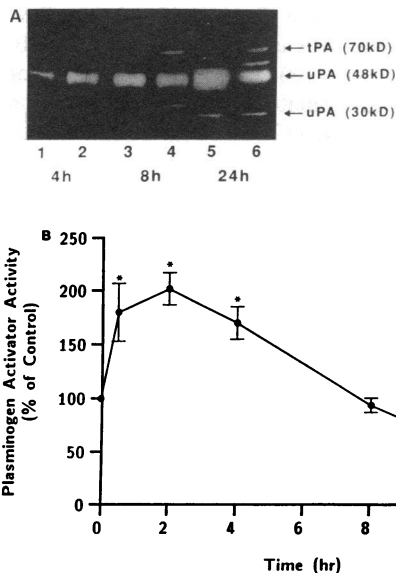 A
←tPA (70kD)
←uPA (48kD)
←uPA (30kD)
1 2 3 4 5 6
4h 8h 24h
B
Plasminogen Activator Activity
(% of Control)
250
200
150
100
50
0
*
*
*
0 2 4 6 8
Time (hr)